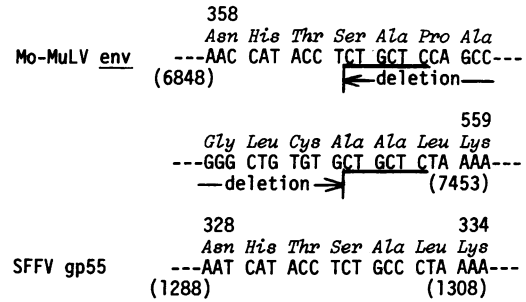 358
Asn His Thr Ser Ala Pro Ala
Mo-MuLV env ---AAC CAT ACC TCT GCT CCA GCC---
(6848) deletion
559
Gly Leu Cys Ala Ala Leu Lys
---GGG CTG TGT GCT GCT CTA AAA---
deletion (7453)
328 334
Asn His Thr Ser Ala Leu Lys
SFFV gp55 ---AAT CAT ACC TCT GCC CTA AAA---
(1288) (1308)